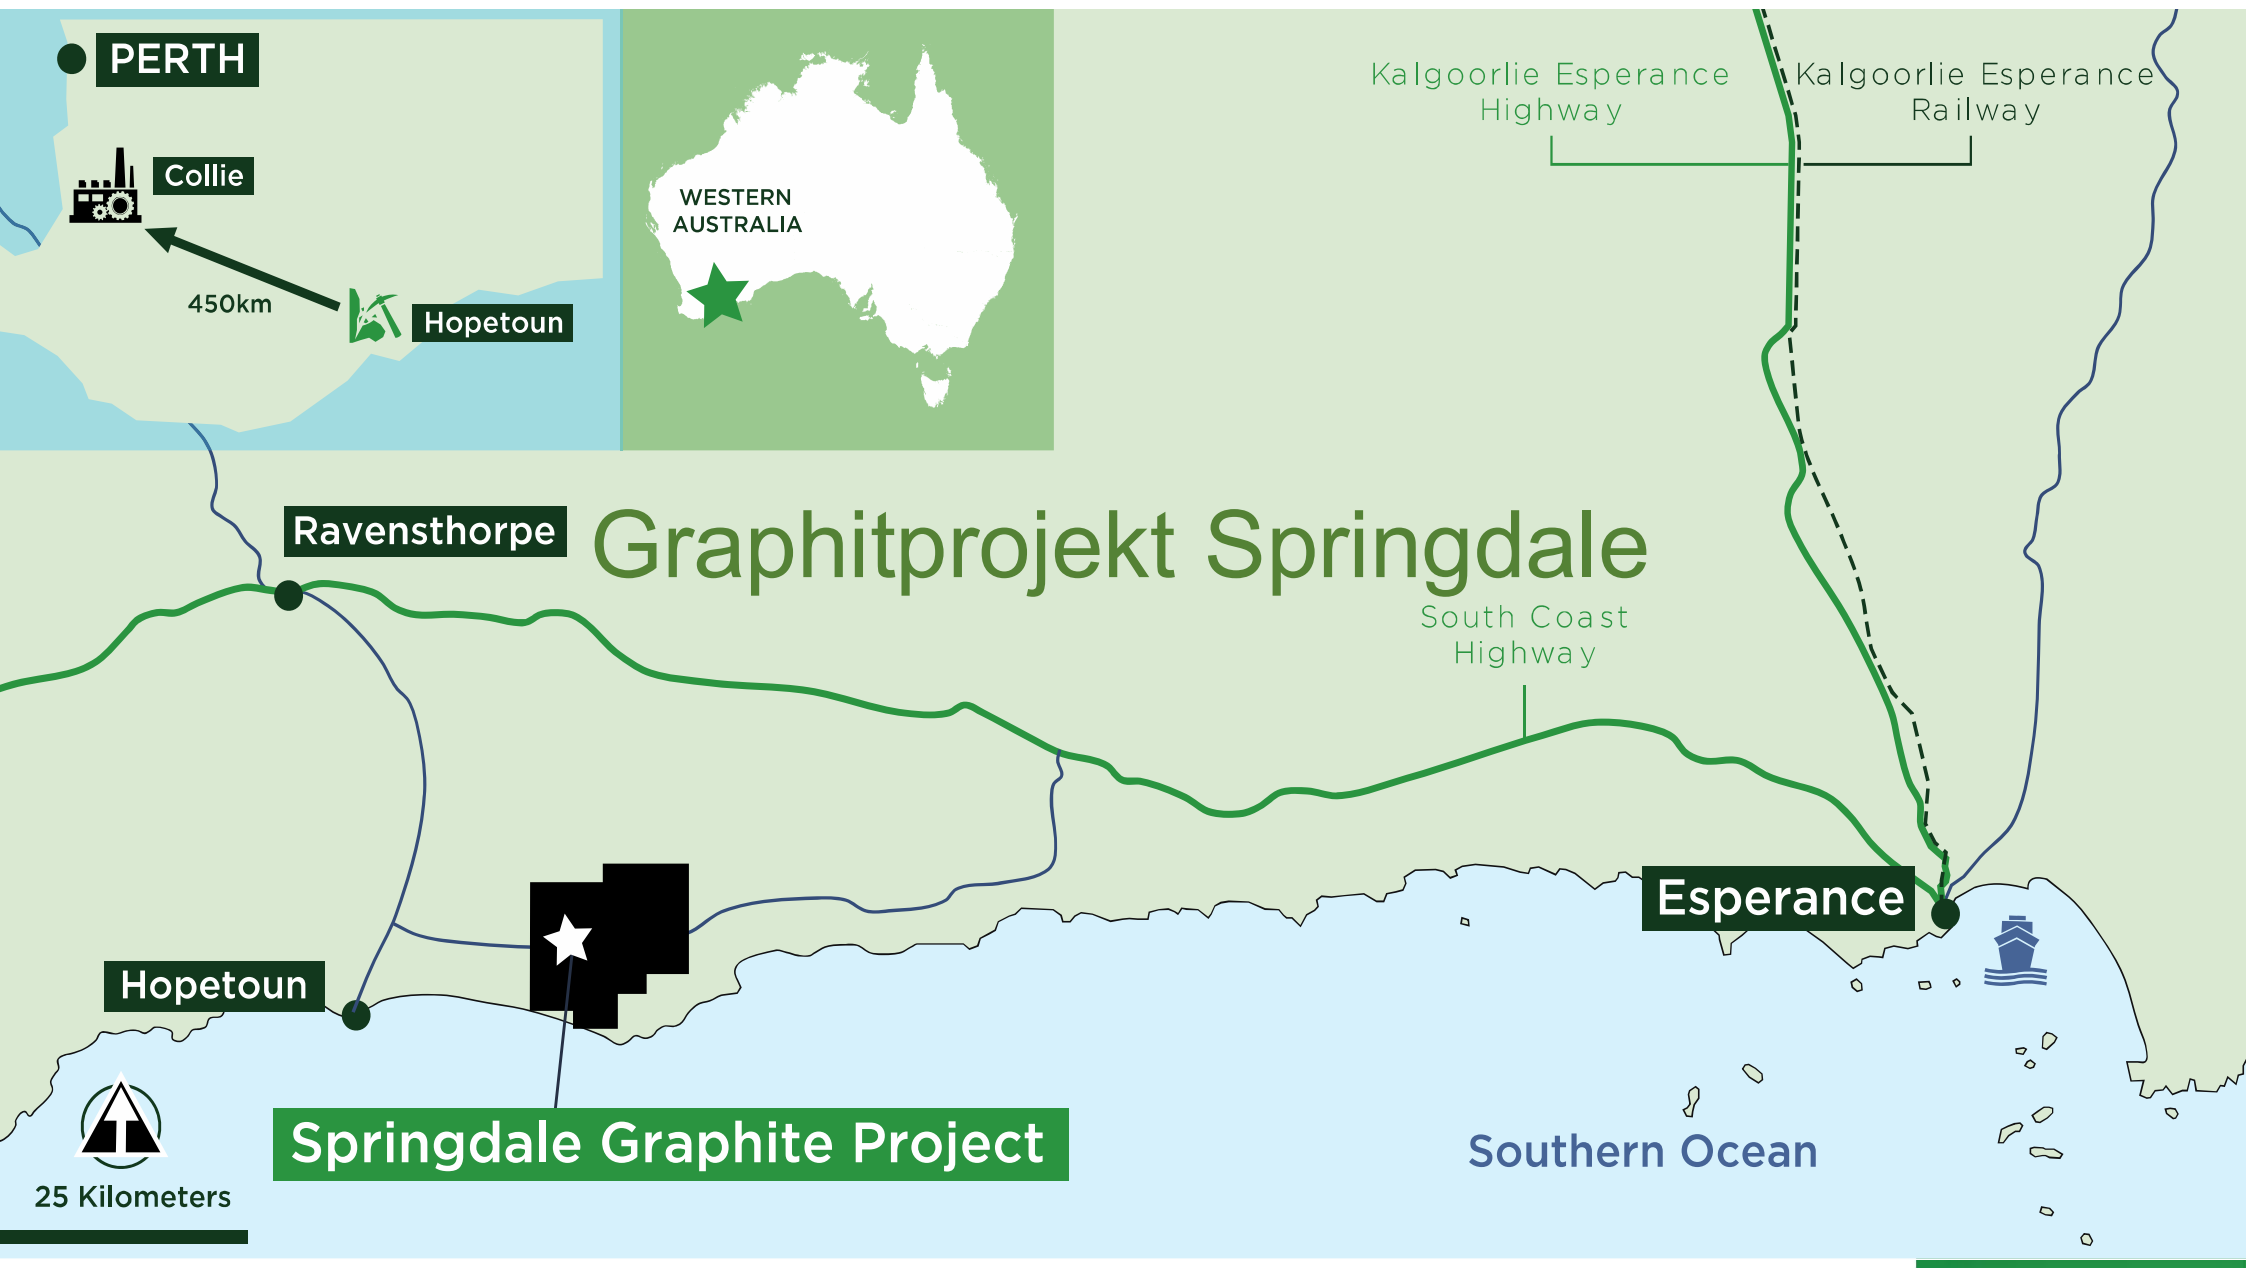 PERTH
Collie
450km
Hopetoun
WESTERN
AUSTRALIA
Kalgoorlie Esperance
Highway
Kalgoorlie Esperance
Railway
Ravensthorpe
Graphitprojekt Springdale
South Coast
Highway
Esperance
Hopetoun
Springdale Graphite Project
Southern Ocean
25 Kilometers